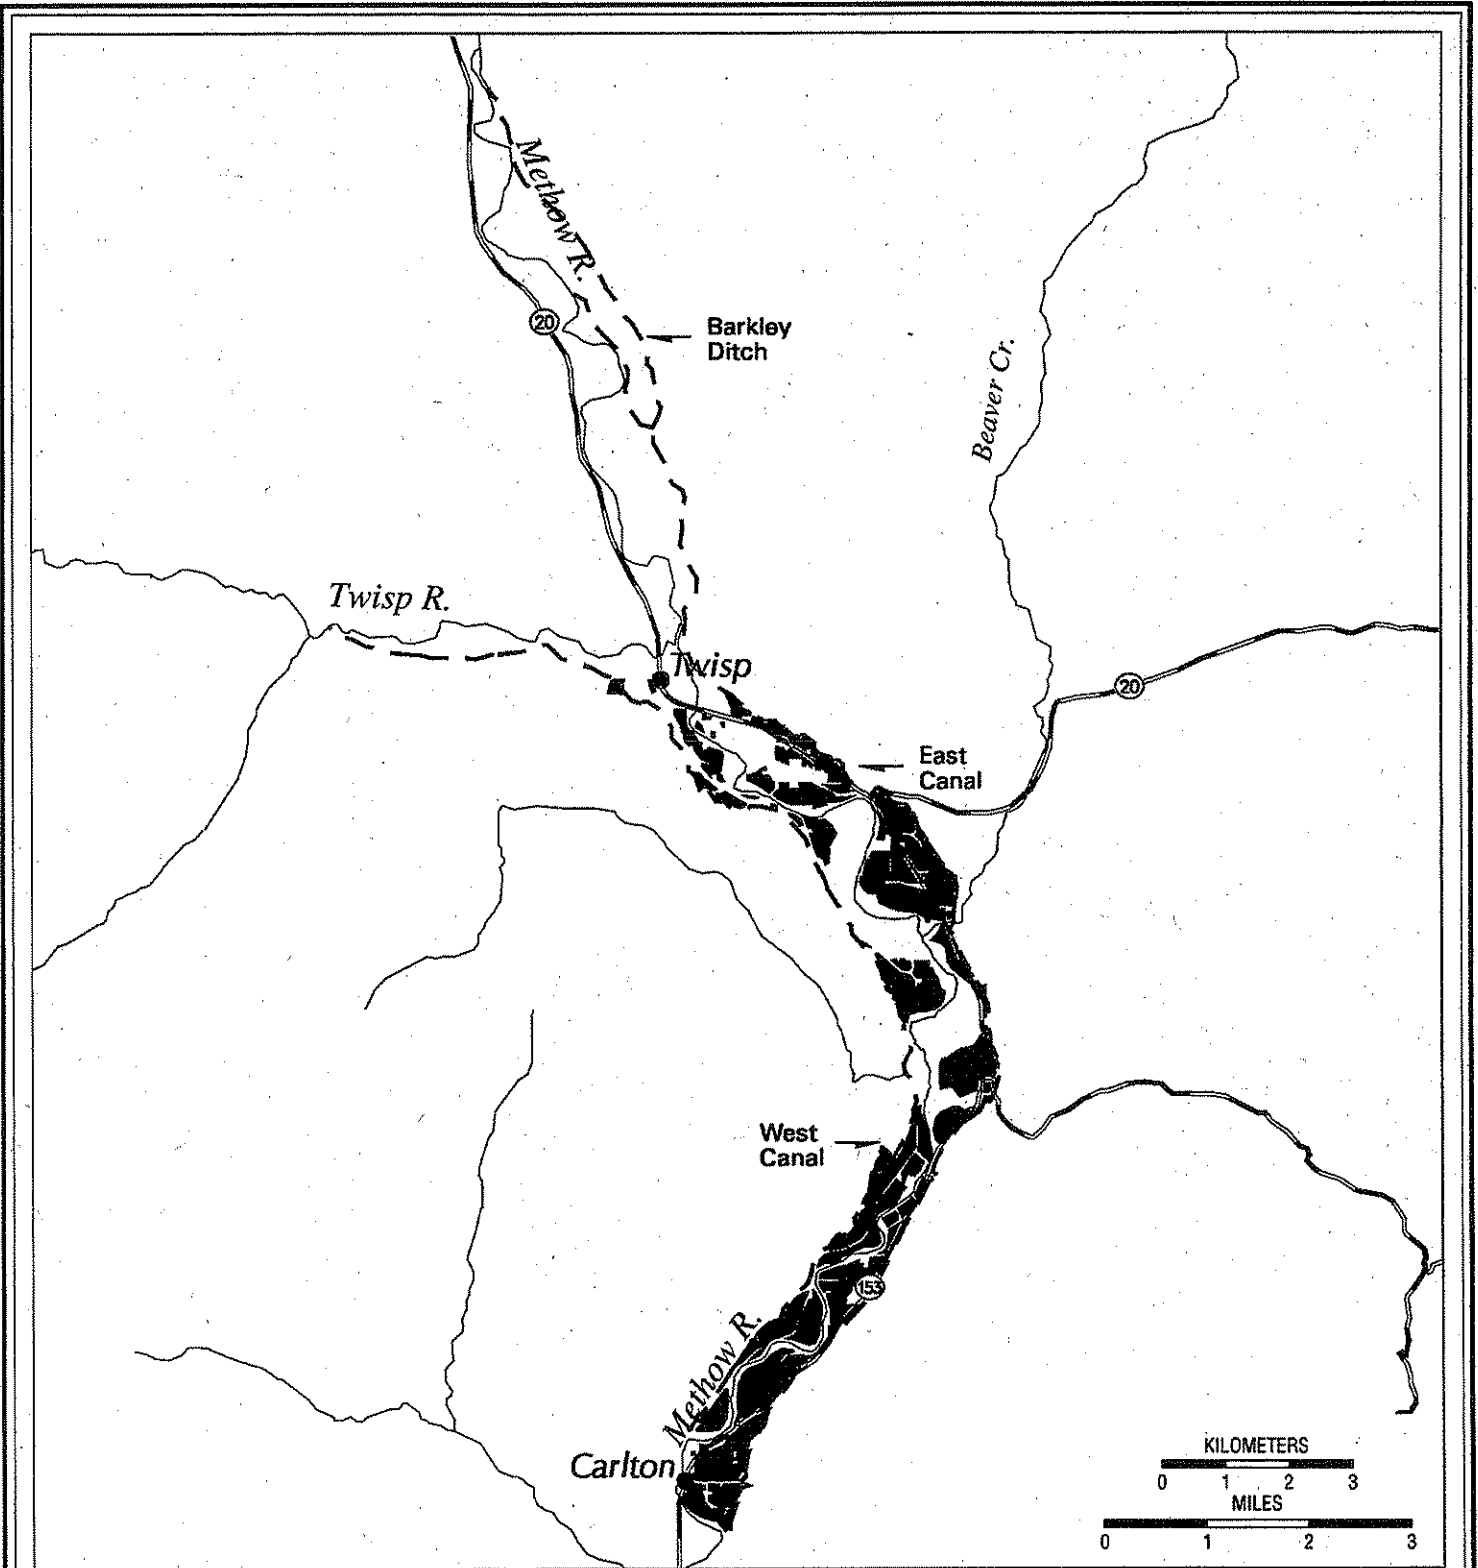 Methow R.
20
Barkley
Ditch
Beaver Cr.
Twisp R.
Twisp
20
East
Canal
West
Canal
153
Methow R.
Carlton
KILOMETERS
0 1 2 3
MILES
0 1 2 3